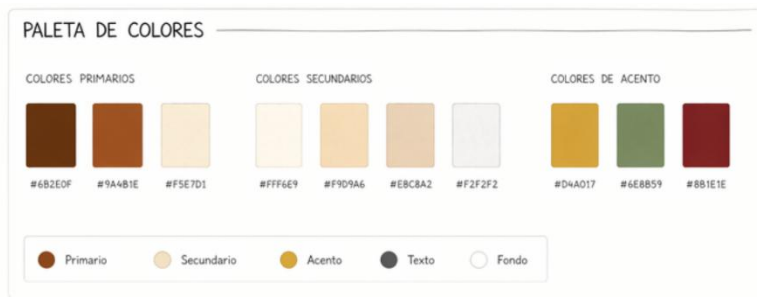 PALETA DE COLORES
COLORES PRIMARIOS
#6B2E0F #9A4B1E #F5E7D1
COLORES SECUNDARIOS
#FFF6E9 #F9D9A6 #E8C8A2 #F2F2F2
COLORES DE ACENTO
#D4A017 #6E8B59 #8B1E1E
Primario
Secundario
Acento
Texto
Fondo